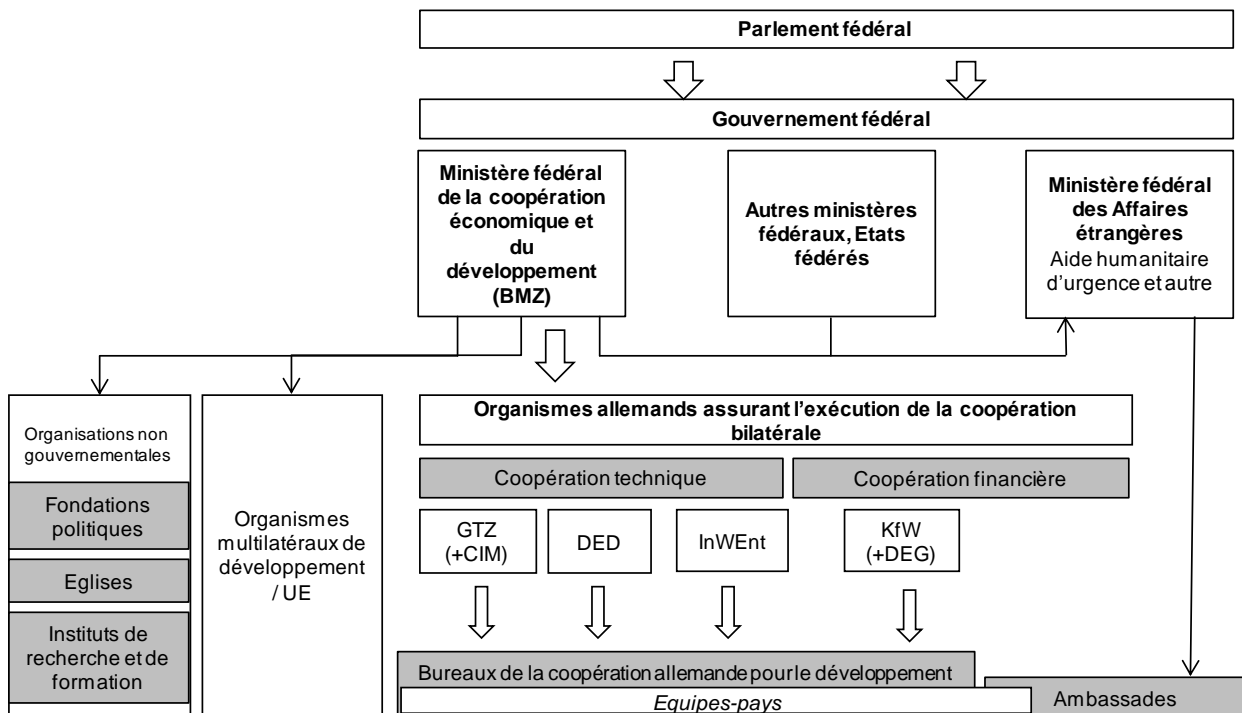 Parlement fédéral
Gouvernement fédéral
Ministère fédéral
de la coopération
économique et
du
développement
(BMZ)
Autres ministères
fédéraux, Etats
fédérés
Ministère fédéral
des Affaires
étrangères
Aide humanitaire
d'urgence et autre
Organisations non
gouvernementales
Fondations
politiques
Eglises
Instituts de
recherche et de
formation
Organismes
multilatéraux de
développement
/ UE
Organismes allemands assurant l'exécution de la coopération
bilatérale
Coopération technique
Coopération financière
GTZ
(+CIM)
DED
InWEnt
KfW
(+DEG)
Bureaux de la coopération allemande pour le développement
Equipes-pays
Ambassades